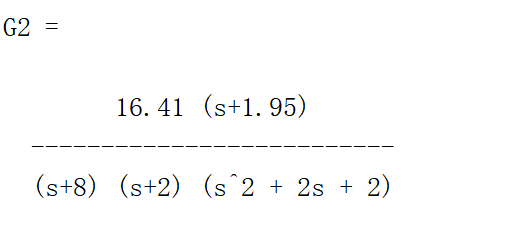 G2 =
16.41 (s+1.95)
--------------------------
(s+8) (s+2) (s^2 + 2s + 2)